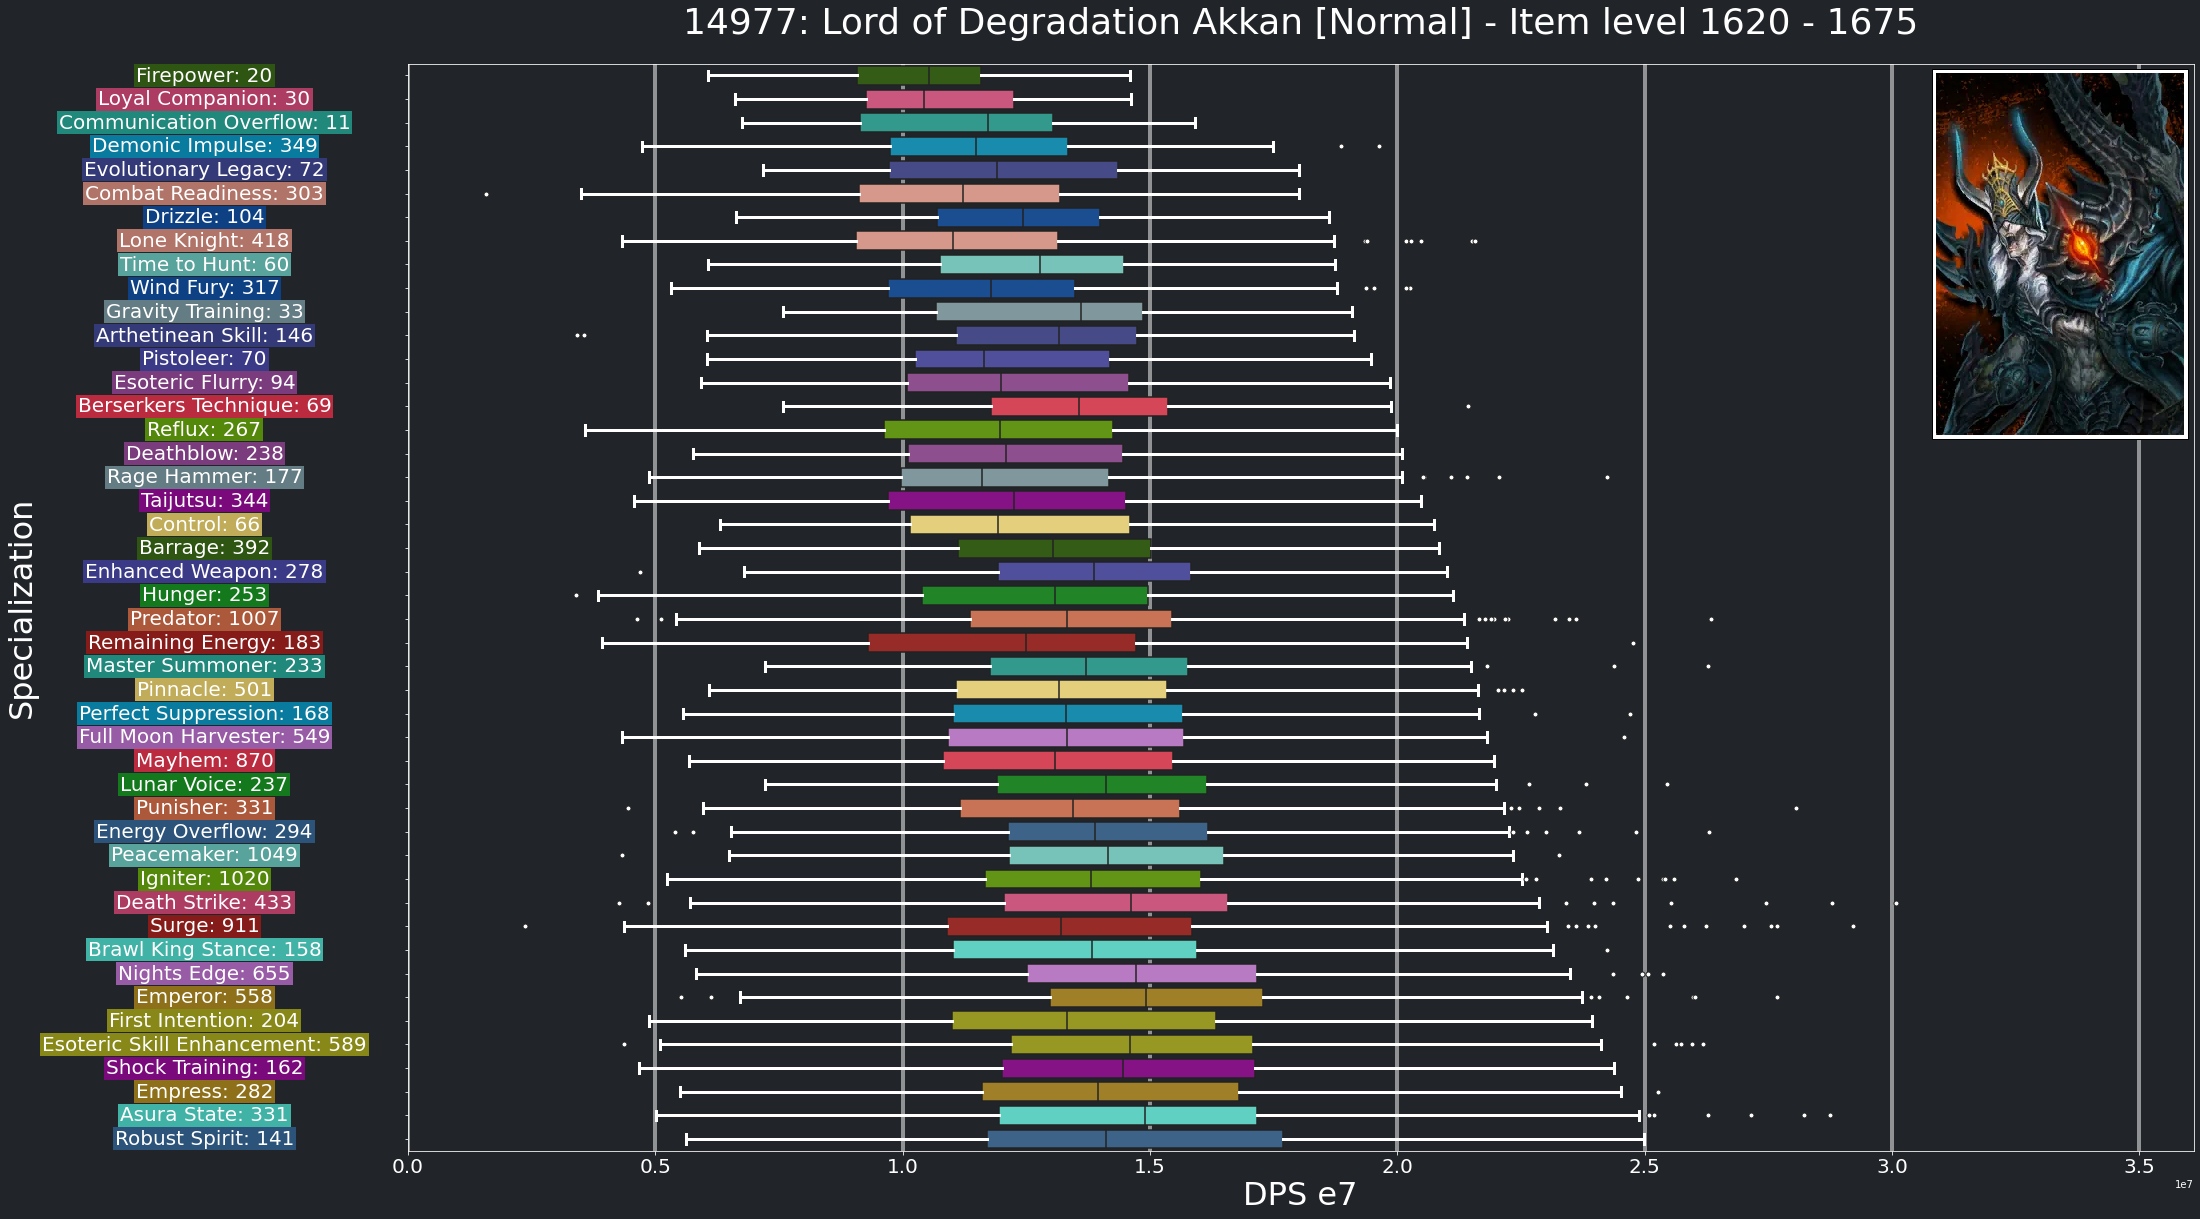 14977: Lord of Degradation Akkan [Normal] - Item level 1620 - 1675
Specialization
Firepower: 20
Loyal Companion: 30
Communication Overflow: 11
Demonic Impulse: 349
Evolutionary Legacy: 72
Combat Readiness: 303
Drizzle: 104
Lone Knight: 418
Time to Hunt: 60
Wind Fury: 317
Gravity Training: 33
Arthetinean Skill: 146
Pistoleer: 70
Esoteric Flurry: 94
Berserkers Technique: 69
Reflux: 267
Deathblow: 238
Rage Hammer: 177
Taijutsu: 344
Control: 66
Barrage: 392
Enhanced Weapon: 278
Hunger: 253
Predator: 1007
Remaining Energy: 183
Master Summoner: 233
Pinnacle: 501
Perfect Suppression: 168
Full Moon Harvester: 549
Mayhem: 870
Lunar Voice: 237
Punisher: 331
Energy Overflow: 294
Peacemaker: 1049
Igniter: 1020
Death Strike: 433
Surge: 911
Brawl King Stance: 158
Nights Edge: 655
Emperor: 558
First Intention: 204
Esoteric Skill Enhancement: 589
Shock Training: 162
Empress: 282
Asura State: 331
Robust Spirit: 141
0.0 0.5 1.0 1.5 2.0 2.5 3.0 3.5
1e7
DPS e7